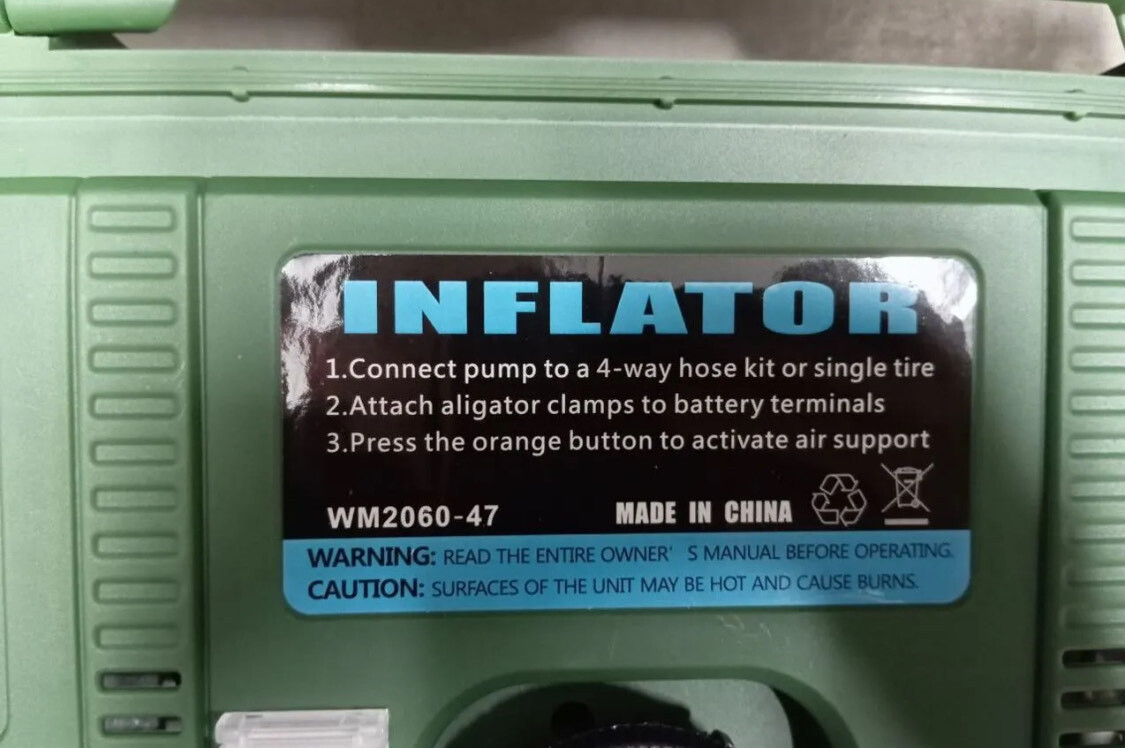 INFLATOR
1.Connect pump to a 4-way hose kit or single tire
2.Attach aligator clamps to battery terminals
3.Press the orange button to activate air support
WM2060-47 MADE IN CHINA
WARNING: READ THE ENTIRE OWNER' S MANUAL BEFORE OPERATING.
CAUTION: SURFACES OF THE UNIT MAY BE HOT AND CAUSE BURNS.